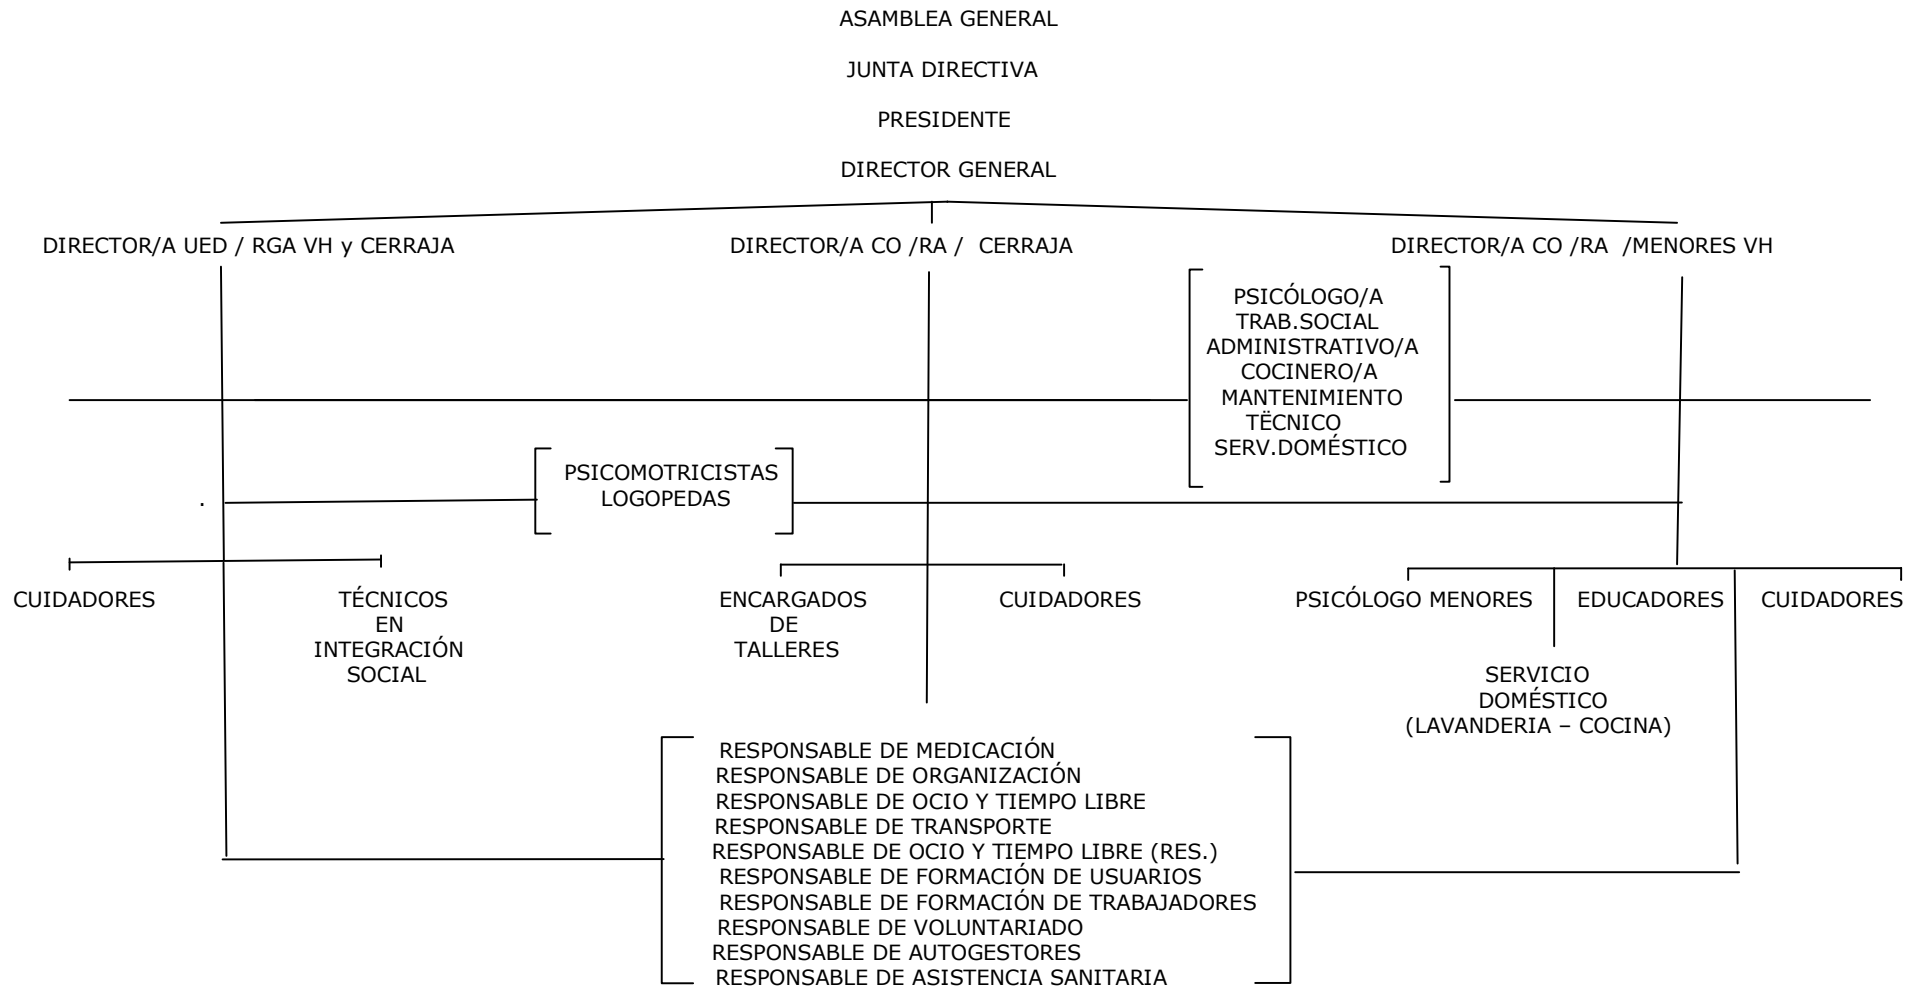 ASAMBLEA GENERAL
JUNTA DIRECTIVA
PRESIDENTE
DIRECTOR GENERAL
DIRECTOR/A UED / RGA VH y CERRAJA
DIRECTOR/A CO /RA / CERRAJA
DIRECTOR/A CO /RA /MENORES VH
PSICÓLOGO/A
TRAB.SOCIAL
ADMINISTRATIVO/A
COCINERO/A
MANTENIMIENTO
TËCNICO
SERV.DOMÉSTICO
PSICOMOTRICISTAS
LOGOPEDAS
.
CUIDADORES
TÉCNICOS
EN
INTEGRACIÓN
SOCIAL
ENCARGADOS
DE
TALLERES
CUIDADORES
PSICÓLOGO MENORES
EDUCADORES
CUIDADORES
SERVICIO
DOMÉSTICO
(LAVANDERIA – COCINA)
RESPONSABLE DE MEDICACIÓN
RESPONSABLE DE ORGANIZACIÓN
RESPONSABLE DE OCIO Y TIEMPO LIBRE
RESPONSABLE DE TRANSPORTE
RESPONSABLE DE OCIO Y TIEMPO LIBRE (RES.)
RESPONSABLE DE FORMACIÓN DE USUARIOS
RESPONSABLE DE FORMACIÓN DE TRABAJADORES
RESPONSABLE DE VOLUNTARIADO
RESPONSABLE DE AUTOGESTORES
RESPONSABLE DE ASISTENCIA SANITARIA